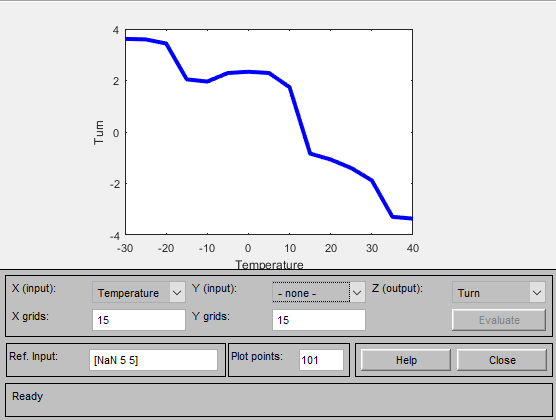 4
2
0
-2
-4
Turn
-30 -20 -10 0 10 20 30 40
Temperature
X (input): Temperature Y (input): - none - Z (output): Turn
X grids: 15 Y grids: 15 Evaluate
Ref. Input: [NaN 5 5] Plot points: 101 Help Close
Ready